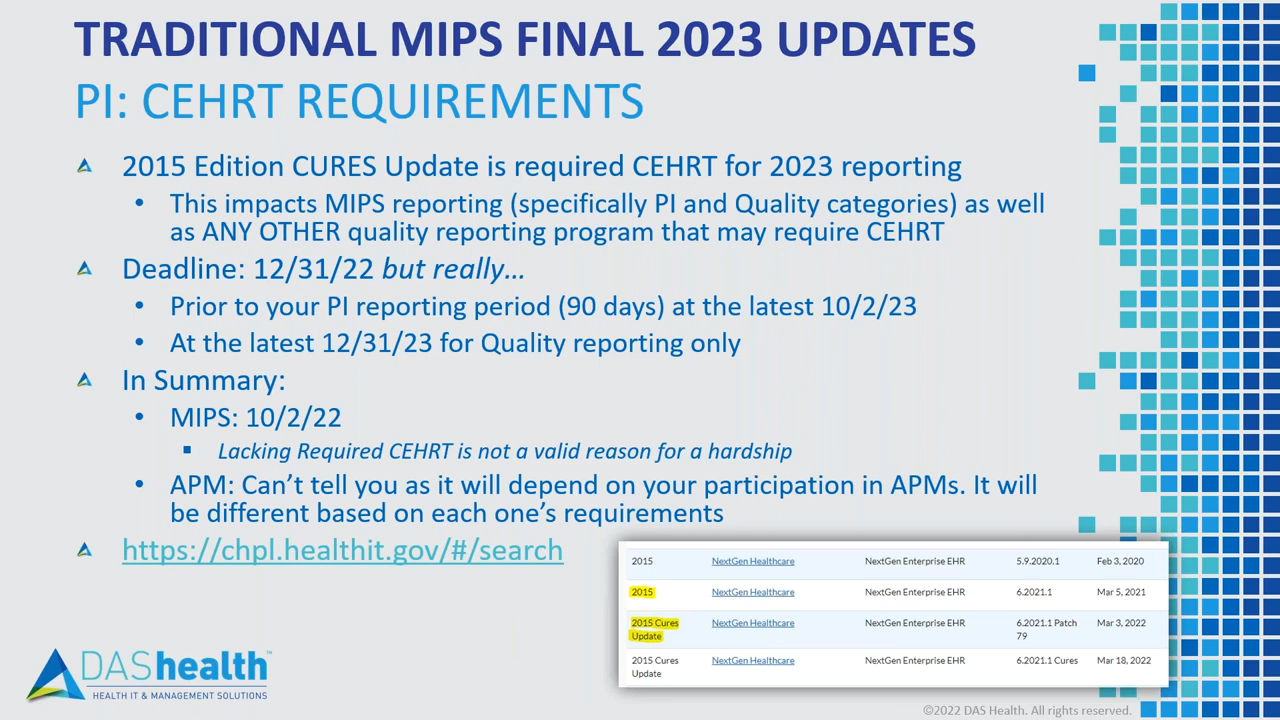 TRADITIONAL MIPS FINAL 2023 UPDATES
PI: CEHRT REQUIREMENTS
2015 Edition CURES Update is required CEHRT for 2023 reporting
• This impacts MIPS reporting (specifically PI and Quality categories) as well
as ANY OTHER quality reporting program that may require CEHRT
Deadline: 12/31/22 but really…
• Prior to your PI reporting period (90 days) at the latest 10/2/23
• At the latest 12/31/23 for Quality reporting only
In Summary:
• MIPS: 10/2/22
▪ Lacking Required CEHRT is not a valid reason for a hardship
• APM: Can't tell you as it will depend on your participation in APMs. It will
be different based on each one's requirements
https://chpl.healthit.gov/#/search
2015 NextGen Healthcare NextGen Enterprise EHR 5.9.2020.1 Feb 3, 2020
2015 NextGen Healthcare NextGen Enterprise EHR 6.2021.1 Mar 5, 2021
2015 Cures NextGen Healthcare NextGen Enterprise EHR 6.2021.1 Patch Mar 3, 2022
Update 79
2015 Cures NextGen Healthcare NextGen Enterprise EHR 6.2021.1 Cures Mar 18, 2022
Update
DAShealth™
HEALTH IT & MANAGEMENT SOLUTIONS
©2022 DAS Health. All rights reserved.